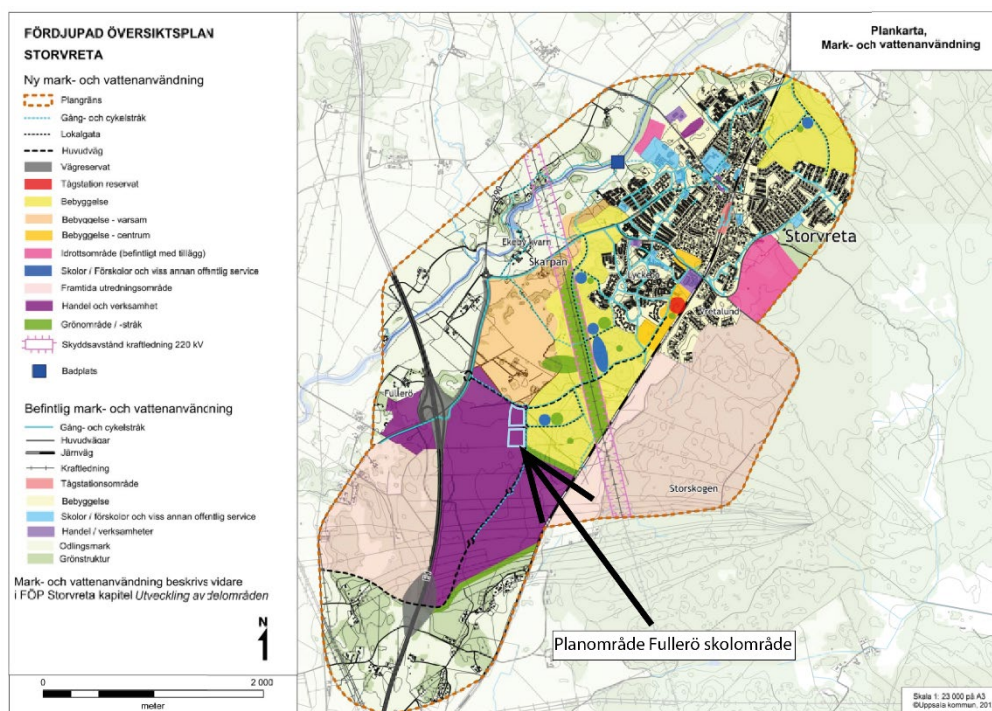 FÖRDJUPAD ÖVERSIKTSPLAN
STORVRETA
Ny mark- och vattenanvändning
Plangräns
Gång- och cykelstråk
Lokalgata
Huvudväg
Vägreservat
Tågstation reservat
Bebyggelse
Bebyggelse - varsam
Bebyggelse - centrum
Idrottsområde (befintligt med tillägg)
Skolor / Förskolor och viss annan offentlig service
Framtida utredningsområde
Handel och verksamhet
Grönområde / -stråk
Skyddsavstånd kraftledning 220 kV
Badplats
Befintlig mark- och vattenanvändning
Gång- och cykelstråk
Huvudvägar
Järnväg
Kraftledning
Tågstationsområde
Bebyggelse
Skolor / förskolor och viss annan offentlig service
Handel / verksamheter
Odlingsmark
Grönstruktur
Mark- och vattenanvändning beskrivs vidare
i FÖP Storvreta kapitel Utveckling av delområden
N
0
2 000
meter
Plankarta,
Mark- och vattenanvändning
Storvreta
Ekeby kvarn
Skarpan
Lyckebo
Vretalund
Fullerö
Storskogen
Planområde Fullerö skolområde
Skala 1: 23 000 på A3